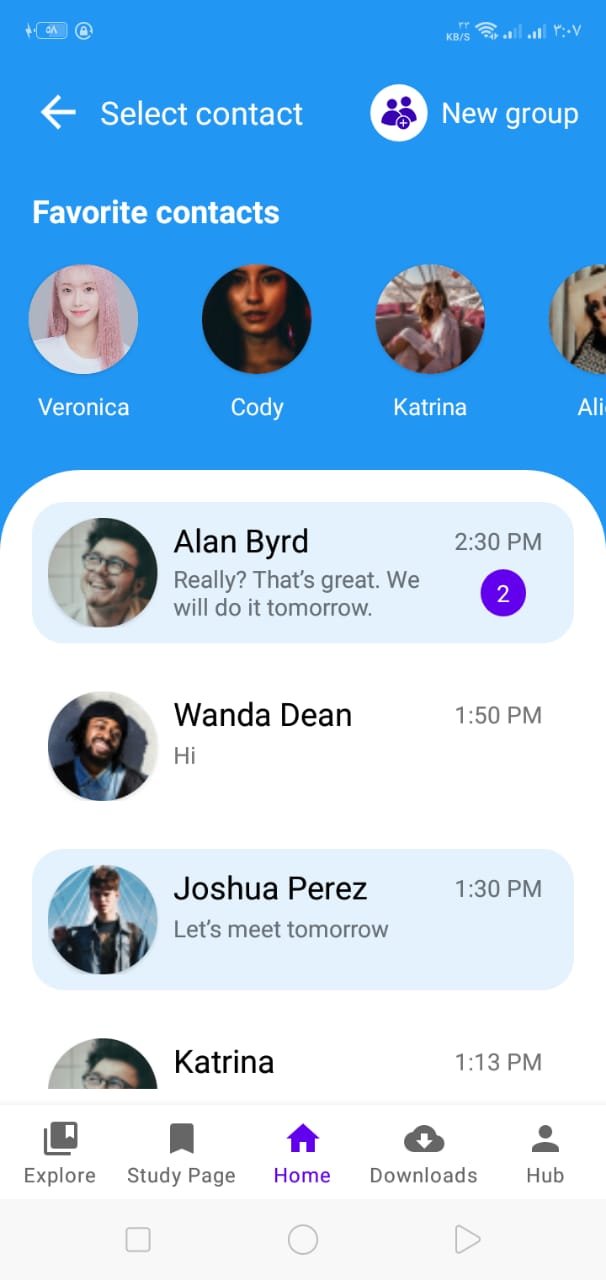 ۵۸
۳۳
KB/S
۳:۰۷
Select contact
New group
Favorite contacts
Veronica
Cody
Katrina
Ali
Alan Byrd
2:30 PM
Really? That’s great. We
will do it tomorrow.
2
Wanda Dean
1:50 PM
Hi
Joshua Perez
1:30 PM
Let’s meet tomorrow
Katrina
1:13 PM
Explore
Study Page
Home
Downloads
Hub